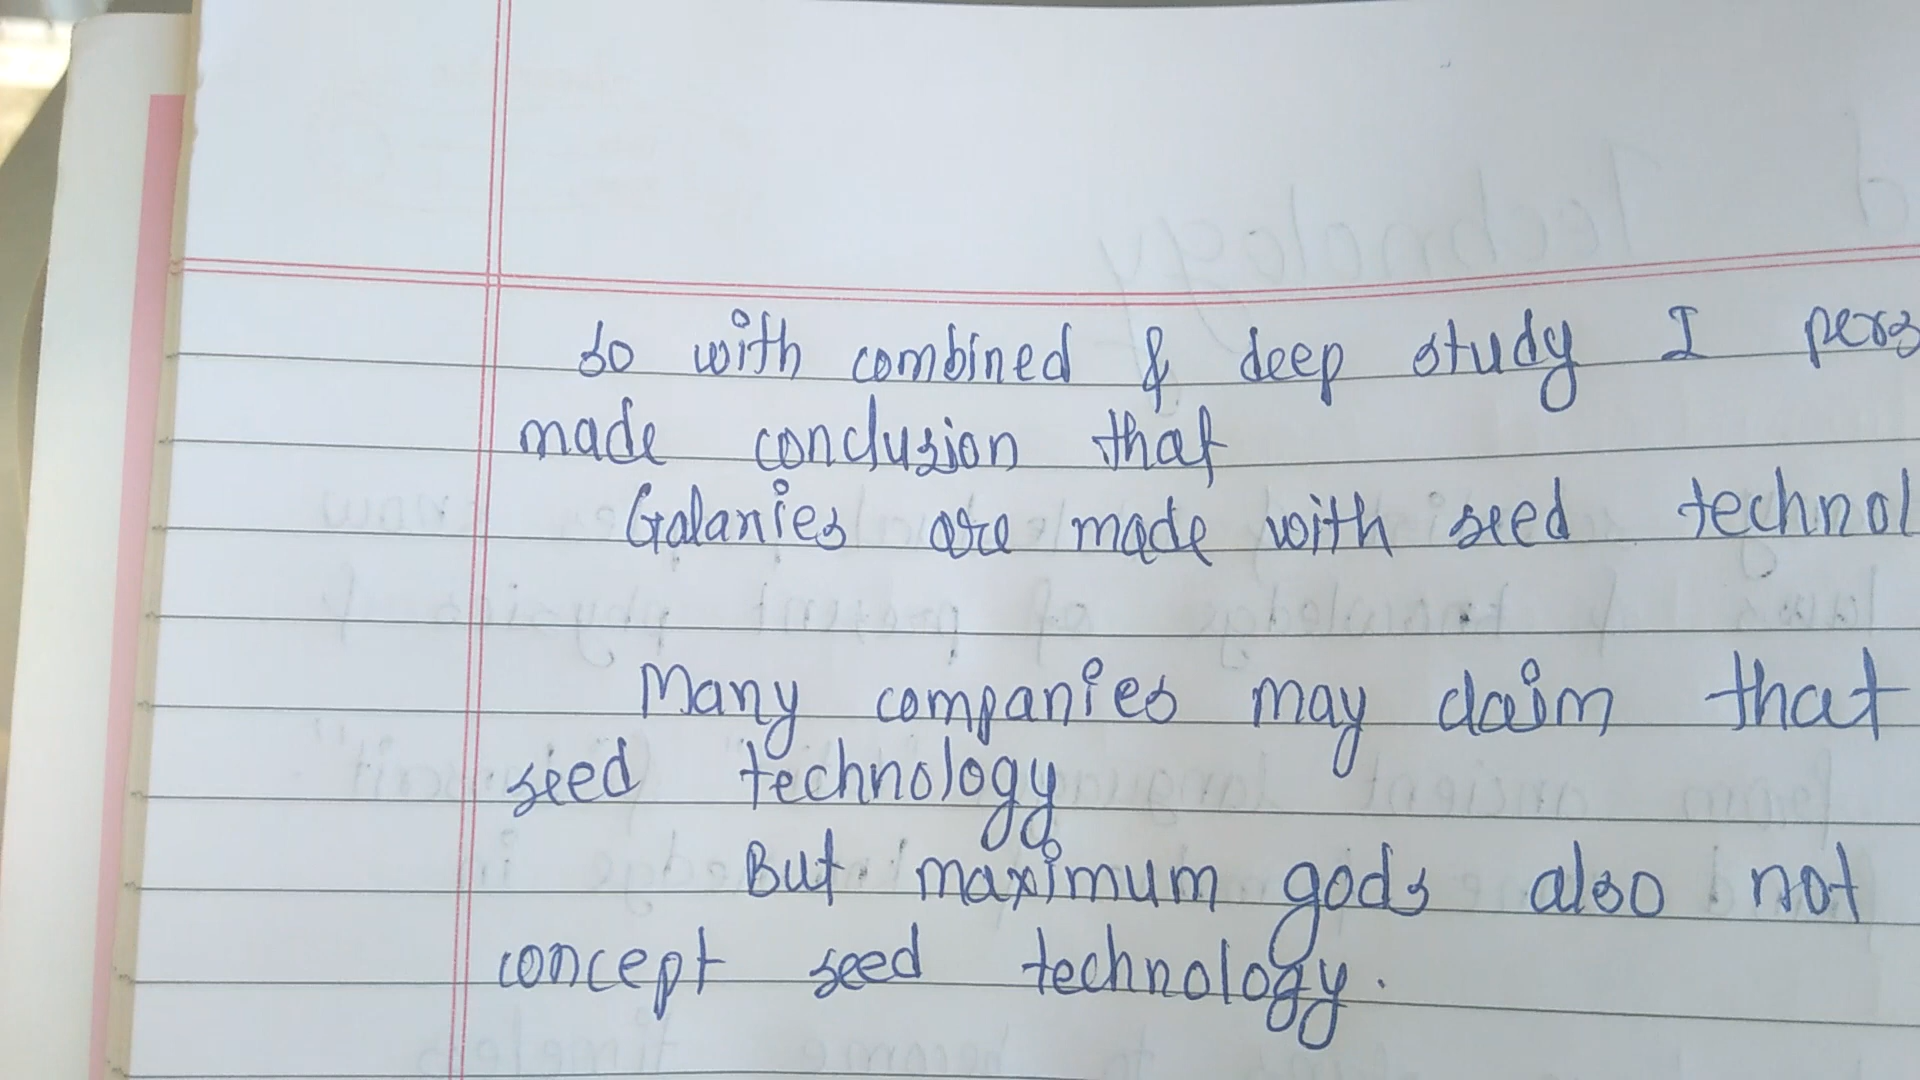 so with combined & deep study I pers
made conclusion that
Galanies are made with seed technol
Many companies may claim that
seed technology
But maximum gods also not
concept seed technology.